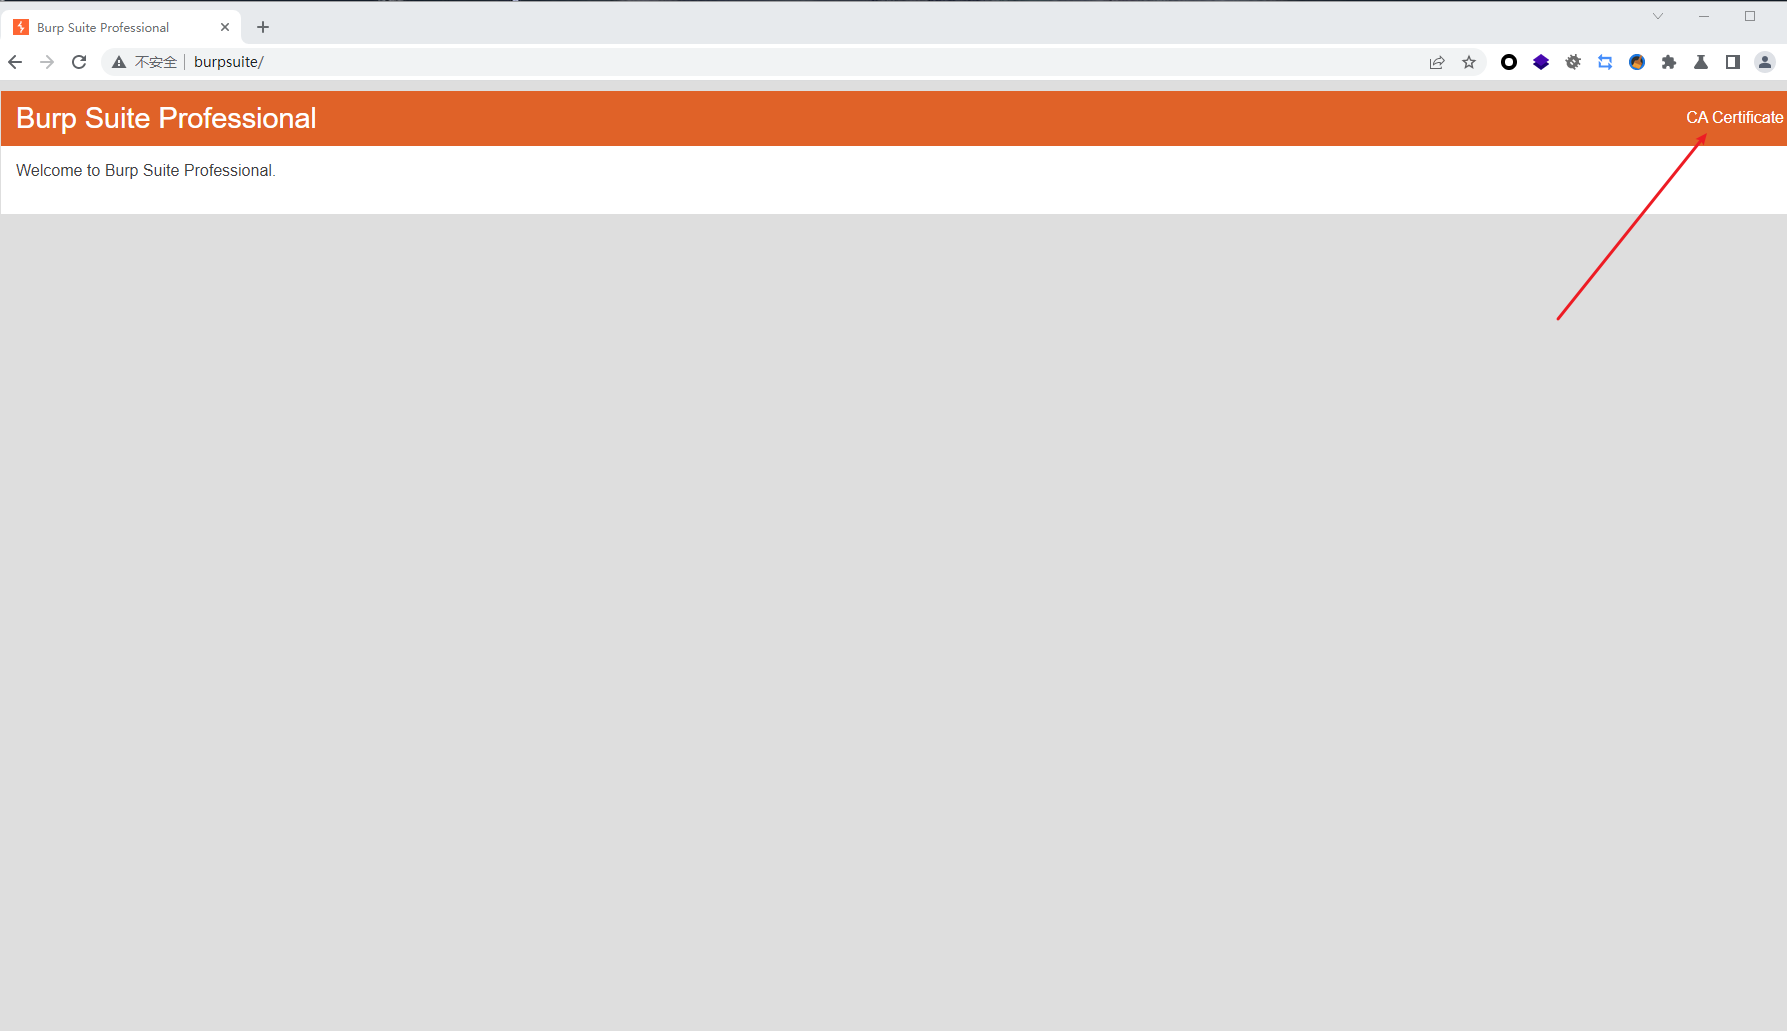 Burp Suite Professional
不安全 burpsuite/
Burp Suite Professional
CA Certificate
Welcome to Burp Suite Professional.